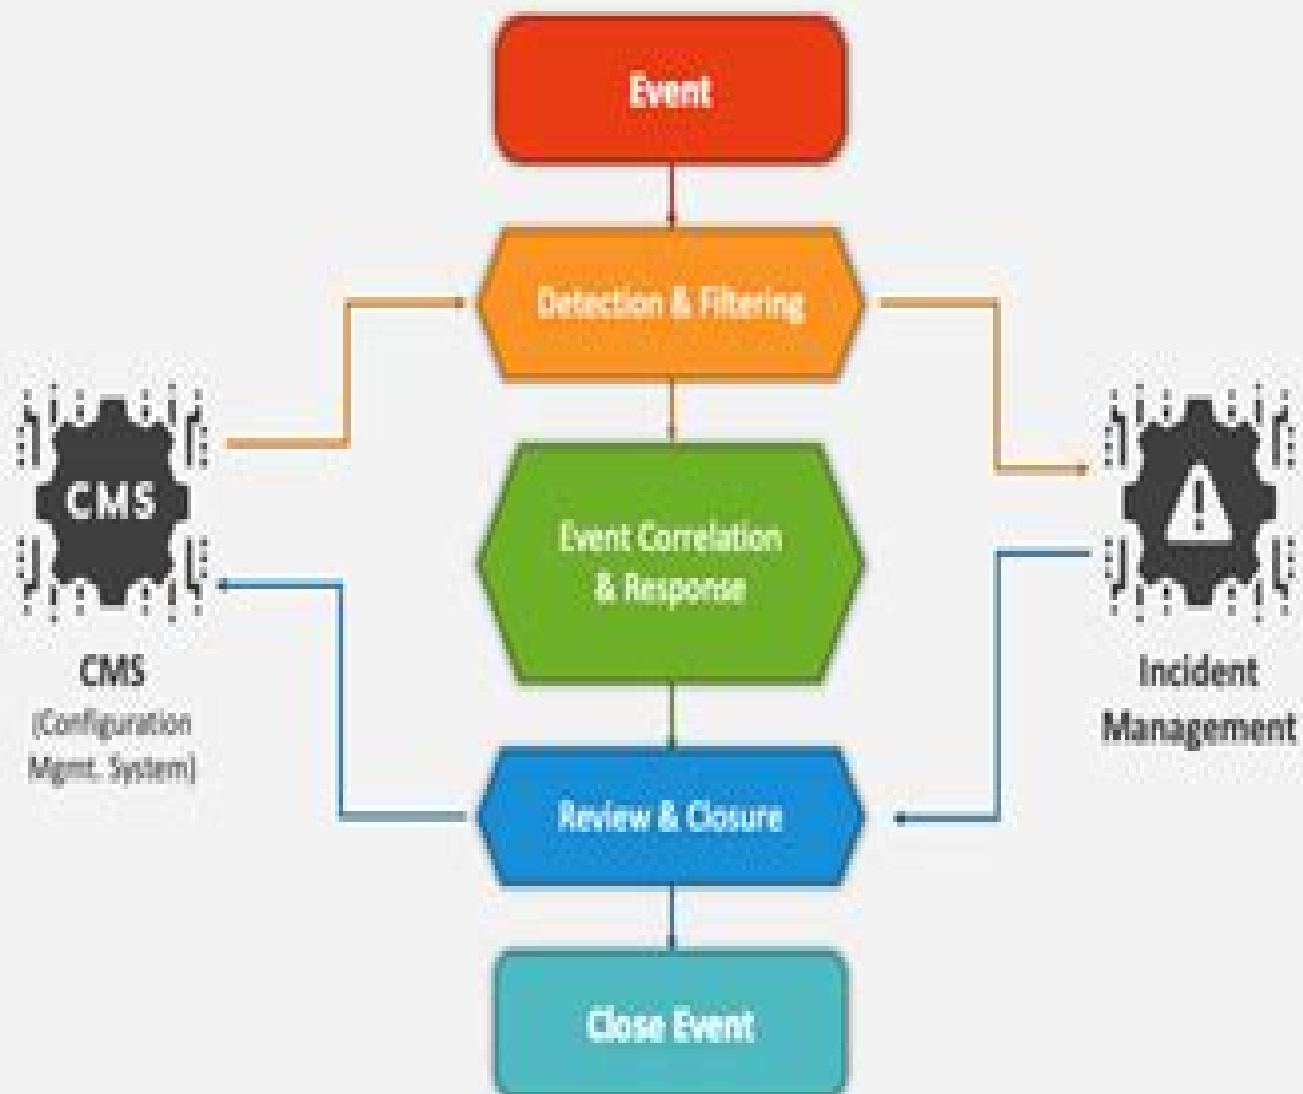 Event
Detection & Filtering
CMS
Event Correlation
& Response
CMS
(Configuration
Mgmt. System)
Incident
Management
Review & Closure
Close Event